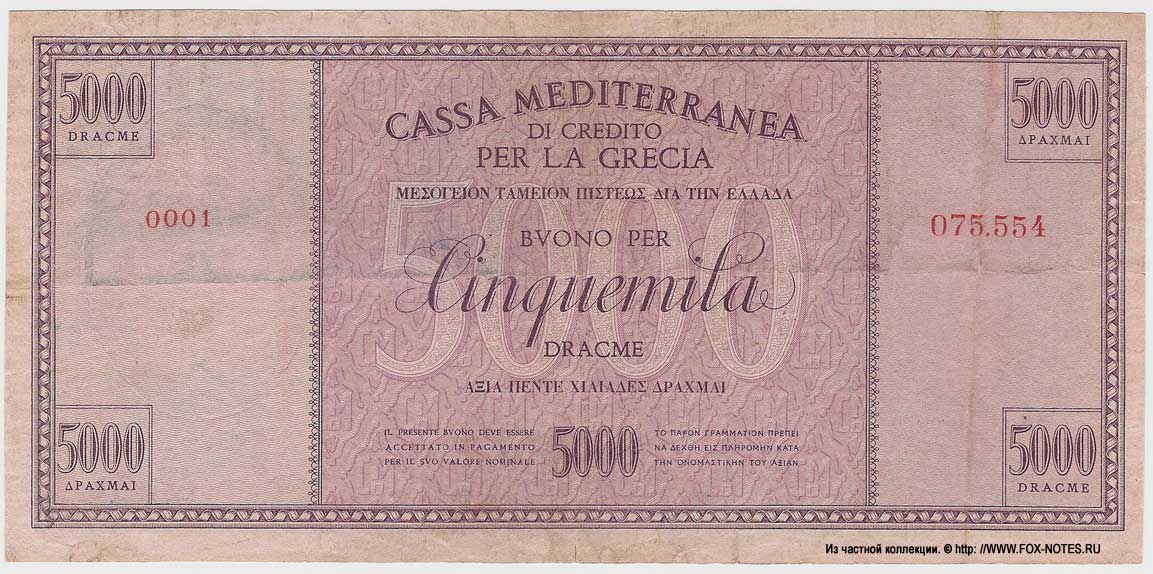 5000
DRACME
5000
ΔΡΑΧΜΑΙ
CASSA MEDITERRANEA
DI CREDITO
PER LA GRECIA
ΜΕΣΟΓΕΙΟΝ ΤΑΜΕΙΟΝ ΠΙΣΤΕΩΣ ΔΙΑ ΤΗΝ ΕΛΛΑΔΑ
0001
075.554
5000
BVONO PER
Cinquemila
DRACME
ΑΞΙΑ ΠΕΝΤΕ ΧΙΛΙΑΔΕΣ ΔΡΑΧΜΑΙ
IL PRESENTE BVONO DEVE ESSERE
ACCETTATO IN PAGAMENTO
PER IL SVO VALORE NOMINALE
5000
ΤΟ ΠΑΡΟΝ ΓΡΑΜΜΑΤΙΟΝ ΠΡΕΠΕΙ
ΝΑ ΔΕΧΘΗ ΕΙΣ ΠΛΗΡΩΜΗΝ ΚΑΤΑ
ΤΗΝ ΟΝΟΜΑΣΤΙΚΗΝ ΤΟΥ ΑΞΙΑΝ
5000
ΔΡΑΧΜΑΙ
5000
DRACME
Из частной коллекции. © http: //WWW.FOX-NOTES.RU